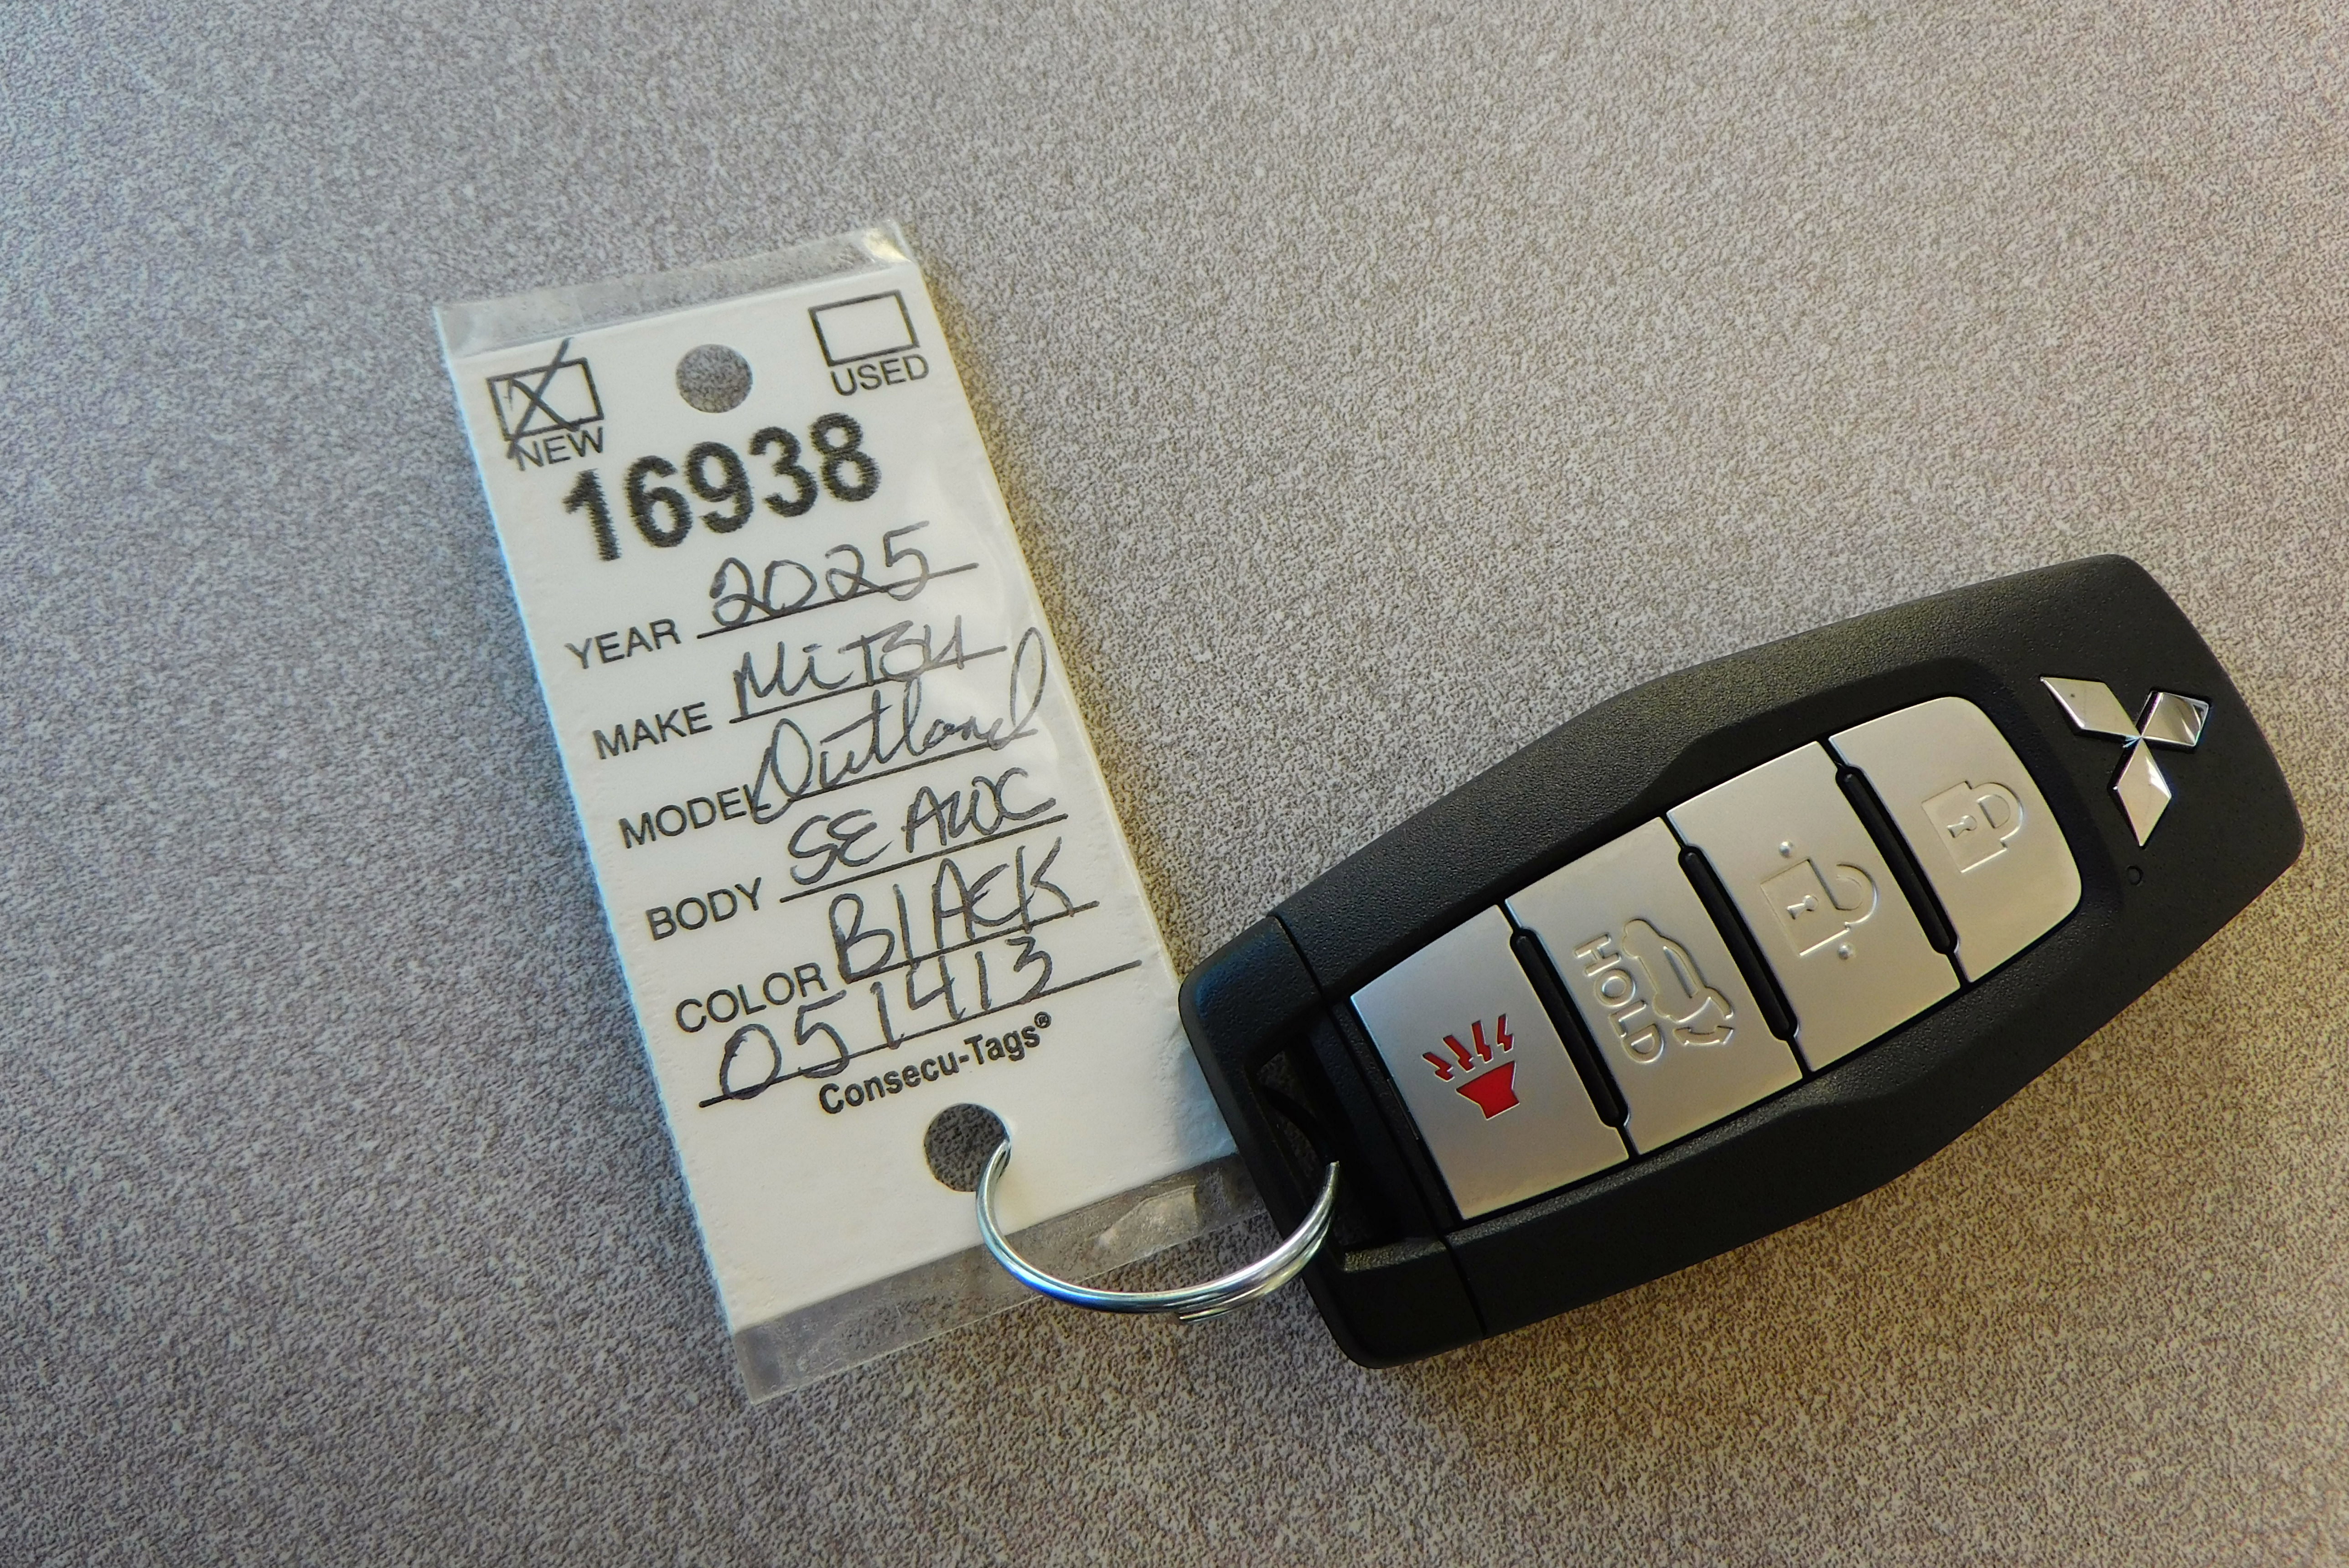 NEW USED
16938
YEAR 2025
MAKE MiTSU
MODEL Outland
BODY SE AWC
COLOR BlACK
051413
Consecu-Tags®
HOLD